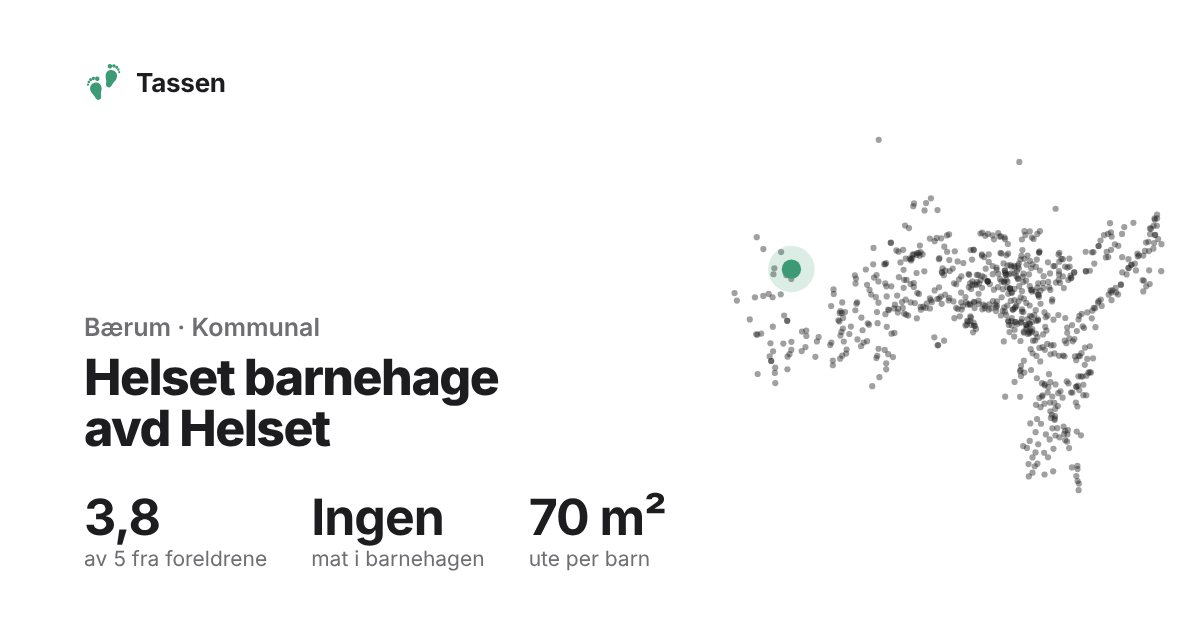 Tassen
Bærum · Kommunal
Helset barnehage
avd Helset
3,8
av 5 fra foreldrene
Ingen
mat i barnehagen
70 m²
ute per barn